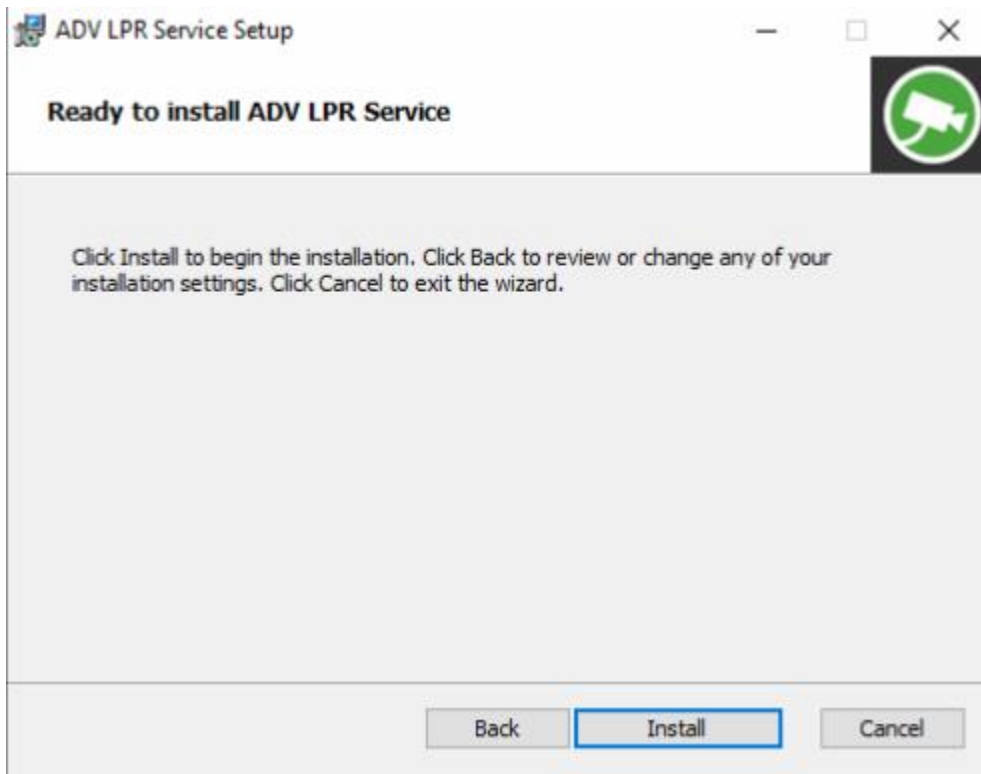 ADV LPR Service Setup
Ready to install ADV LPR Service
Click Install to begin the installation. Click Back to review or change any of your
installation settings. Click Cancel to exit the wizard.
Back Install Cancel